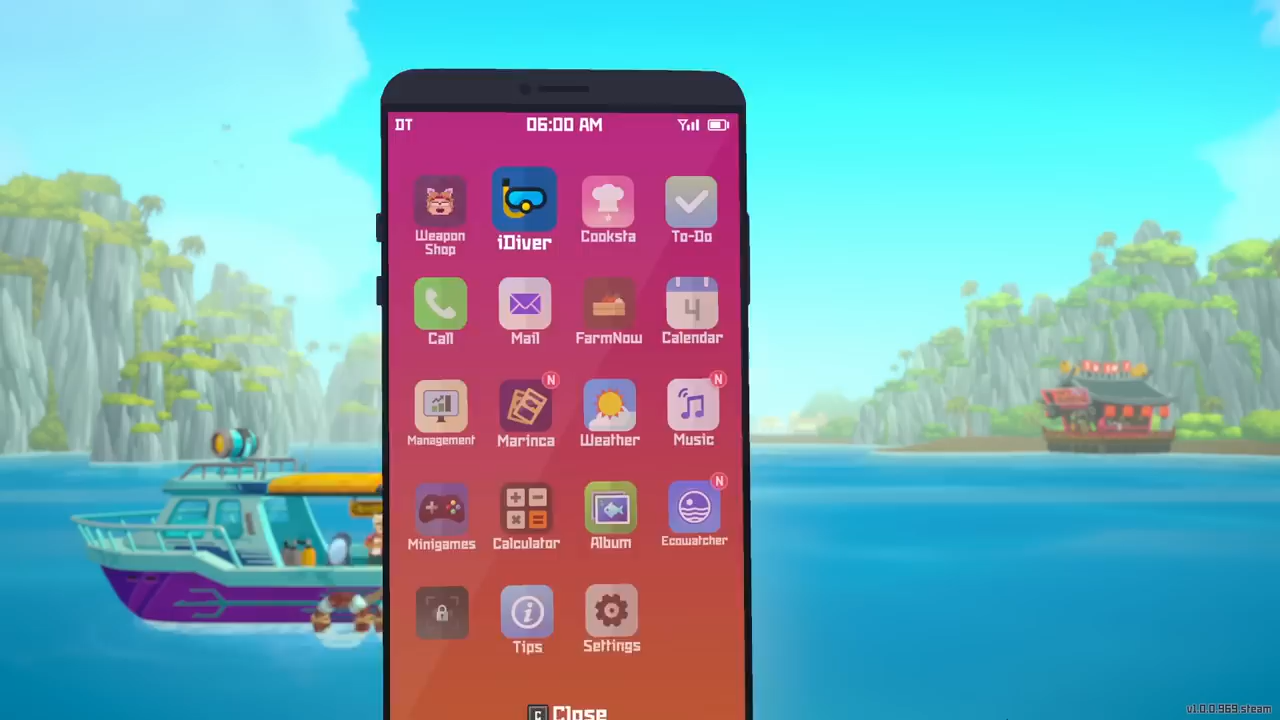 DT 06:00 AM
Weapon Shop
iDiver
Cooksta
To-Do
Call
Mail
FarmNow
4
Calendar
Management
N
Marinca
Weather
N
Music
Minigames
Calculator
Album
N
Ecowatcher
Tips
Settings
C Close
v1.0.0.969.steam